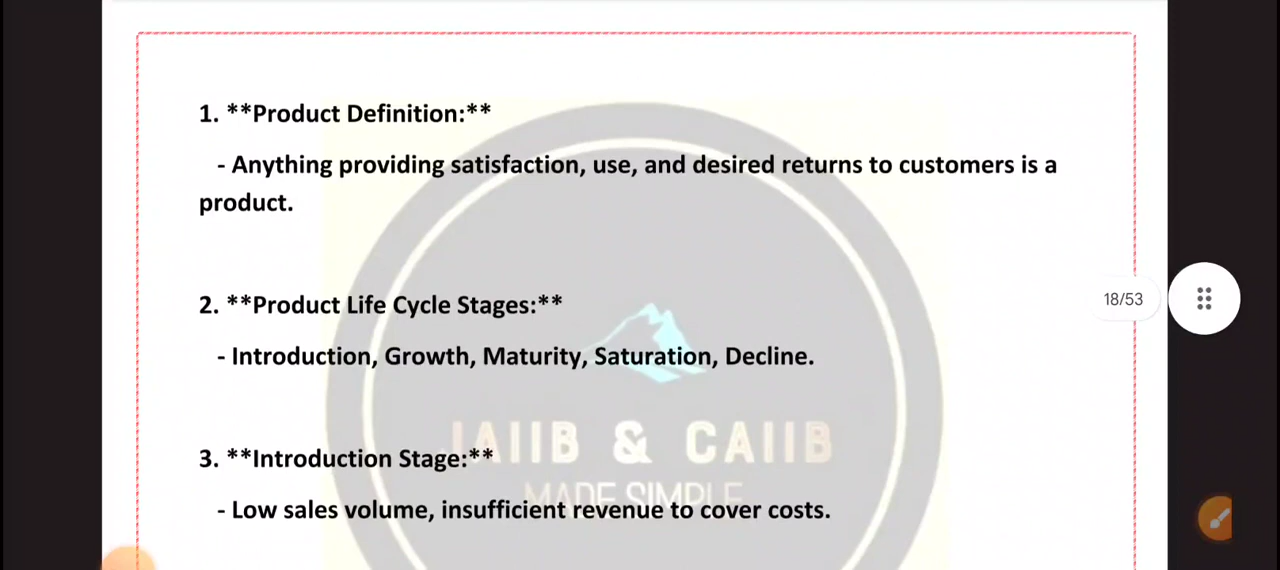 1. **Product Definition:**
- Anything providing satisfaction, use, and desired returns to customers is a
product.
2. **Product Life Cycle Stages:**
18/53
- Introduction, Growth, Maturity, Saturation, Decline.
JAIIB & CAIIB
3. **Introduction Stage:**
MADE SIMPLE
- Low sales volume, insufficient revenue to cover costs.